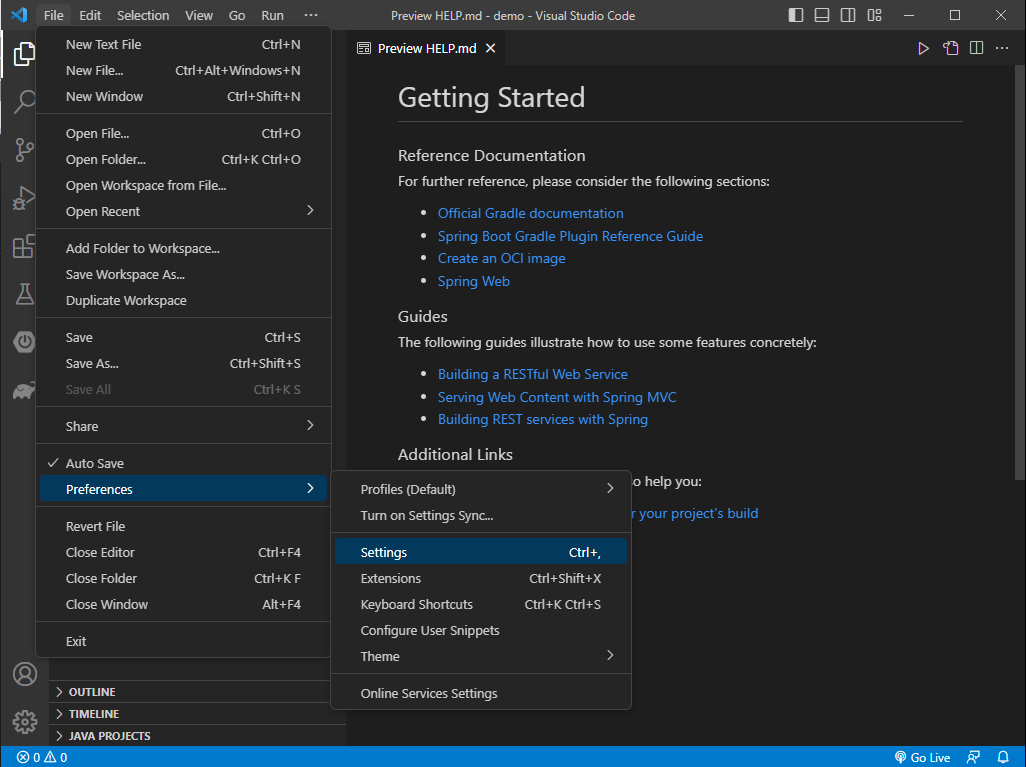 File Edit Selection View Go Run ··· Preview HELP.md - demo - Visual Studio Code
New Text File Ctrl+N
New File... Ctrl+Alt+Windows+N
New Window Ctrl+Shift+N
Open File... Ctrl+O
Open Folder... Ctrl+K Ctrl+O
Open Workspace from File...
Open Recent
Add Folder to Workspace...
Save Workspace As...
Duplicate Workspace
Save Ctrl+S
Save As... Ctrl+Shift+S
Save All Ctrl+K S
Share
Auto Save
Preferences
Revert File
Close Editor Ctrl+F4
Close Folder Ctrl+K F
Close Window Alt+F4
Exit
Profiles (Default)
Turn on Settings Sync...
Settings Ctrl+,
Extensions Ctrl+Shift+X
Keyboard Shortcuts Ctrl+K Ctrl+S
Configure User Snippets
Theme
Online Services Settings
Preview HELP.md
Getting Started
Reference Documentation
For further reference, please consider the following sections:
Official Gradle documentation
Spring Boot Gradle Plugin Reference Guide
Create an OCI image
Spring Web
Guides
The following guides illustrate how to use some features concretely:
Building a RESTful Web Service
Serving Web Content with Spring MVC
Building REST services with Spring
Additional Links
help you:
your project's build
OUTLINE
TIMELINE
JAVA PROJECTS
0 0 Go Live